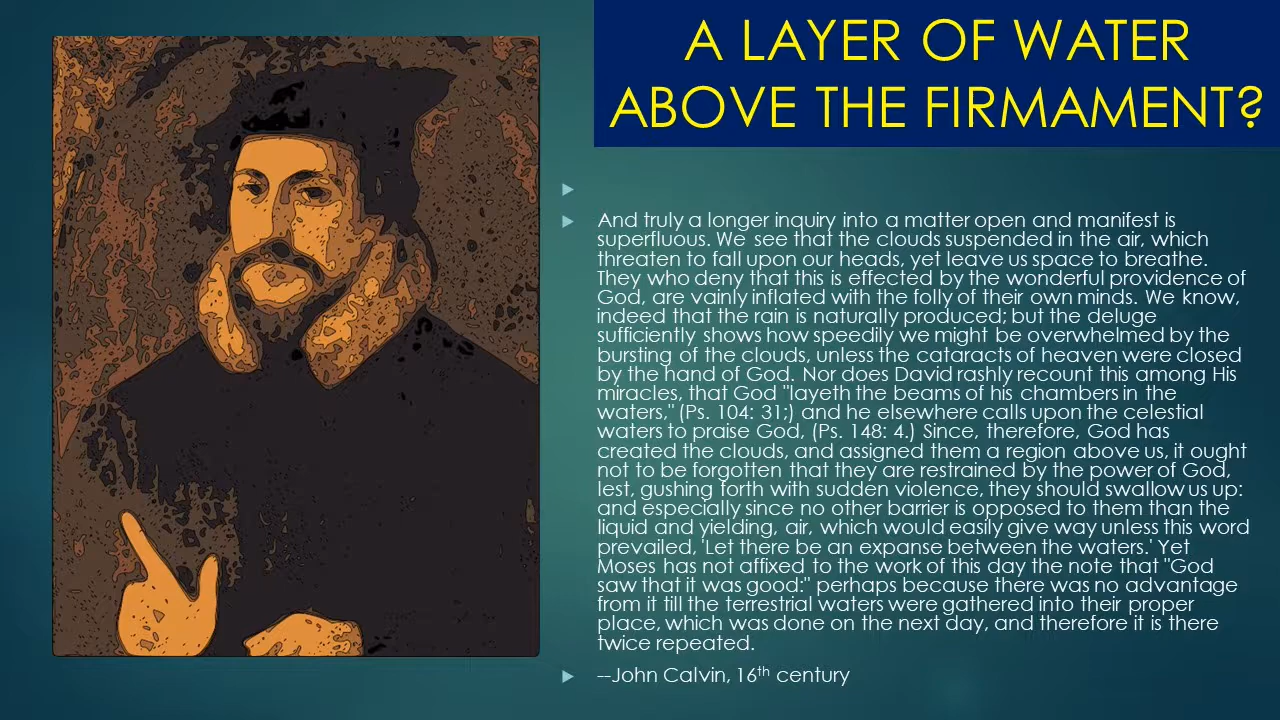 A LAYER OF WATER
ABOVE THE FIRMAMENT?
And truly a longer inquiry into a matter open and manifest is
superfluous. We see that the clouds suspended in the air, which
threaten to fall upon our heads, yet leave us space to breathe.
They who deny that this is effected by the wonderful providence of
God, are vainly inflated with the folly of their own minds. We know,
indeed that the rain is naturally produced; but the deluge
sufficiently shows how speedily we might be overwhelmed by the
bursting of the clouds, unless the cataracts of heaven were closed
by the hand of God. Nor does David rashly recount this among His
miracles, that God "layeth the beams of his chambers in the
waters," (Ps. 104: 31;) and he elsewhere calls upon the celestial
waters to praise God, (Ps. 148: 4.) Since, therefore, God has
created the clouds, and assigned them a region above us, it ought
not to be forgotten that they are restrained by the power of God,
lest, gushing forth with sudden violence, they should swallow us up:
and especially since no other barrier is opposed to them than the
liquid and yielding, air, which would easily give way unless this word
prevailed, 'Let there be an expanse between the waters.' Yet
Moses has not affixed to the work of this day the note that "God
saw that it was good:" perhaps because there was no advantage
from it till the terrestrial waters were gathered into their proper
place, which was done on the next day, and therefore it is there
twice repeated.
--John Calvin, 16th century